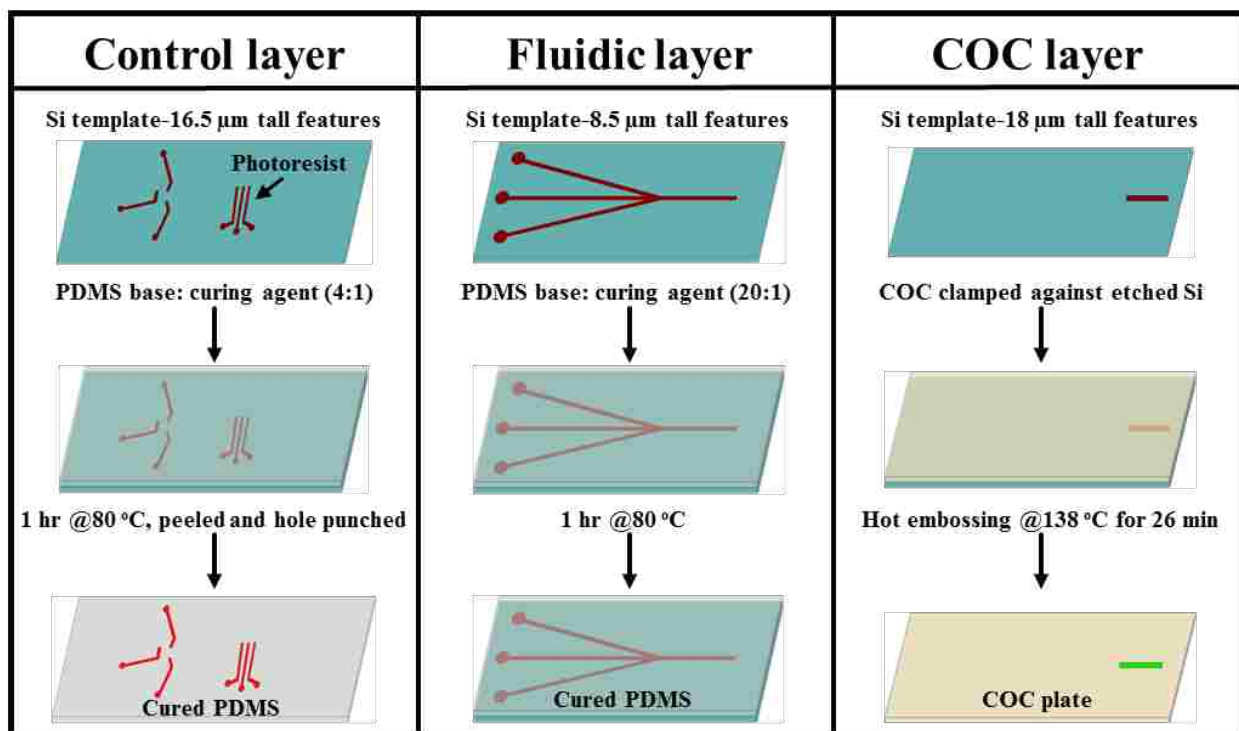 Control layer
Si template-16.5 µm tall features
Photoresist
PDMS base: curing agent (4:1)
1 hr @80 °C, peeled and hole punched
Cured PDMS
Fluidic layer
Si template-8.5 µm tall features
PDMS base: curing agent (20:1)
1 hr @80 °C
Cured PDMS
COC layer
Si template-18 µm tall features
COC clamped against etched Si
Hot embossing @138 °C for 26 min
COC plate